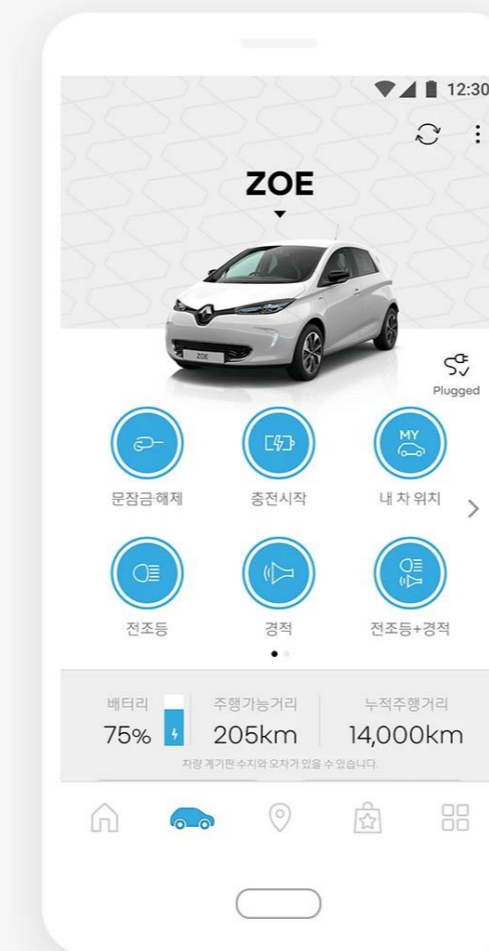 12:30
ZOE
ZOE
Plugged
MY
문잠금·해제 충전시작 내 차 위치
전조등 경적 전조등+경적
배터리 주행가능거리 누적주행거리
75% 205km 14,000km
차량 계기판 수치와 오차가 있을 수 있습니다.